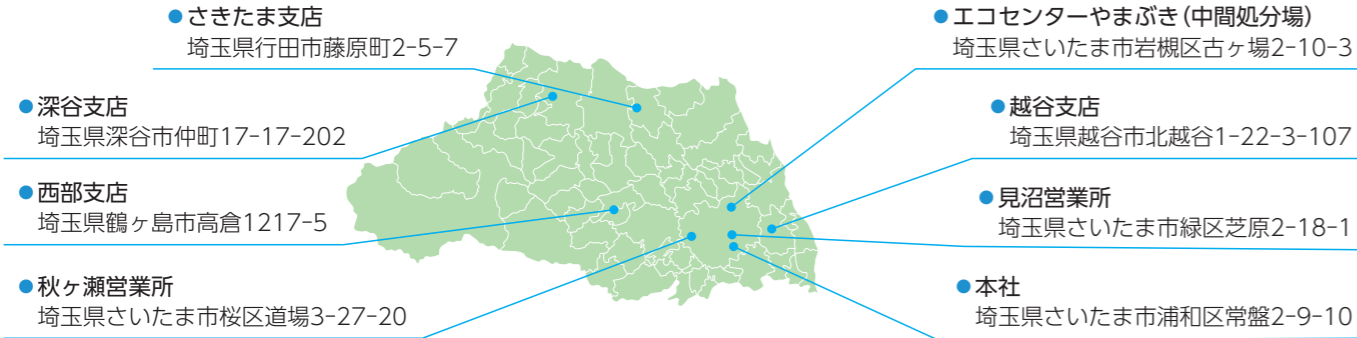 ●さきたま支店
埼玉県行田市藤原町2-5-7
●深谷支店
埼玉県深谷市仲町17-17-202
●西部支店
埼玉県鶴ヶ島市高倉1217-5
●秋ヶ瀬営業所
埼玉県さいたま市桜区道場3-27-20
●エコセンターやまぶき(中間処分場)
埼玉県さいたま市岩槻区古ヶ場2-10-3
●越谷支店
埼玉県越谷市北越谷1-22-3-107
●見沼営業所
埼玉県さいたま市緑区芝原2-18-1
●本社
埼玉県さいたま市浦和区常盤2-9-10